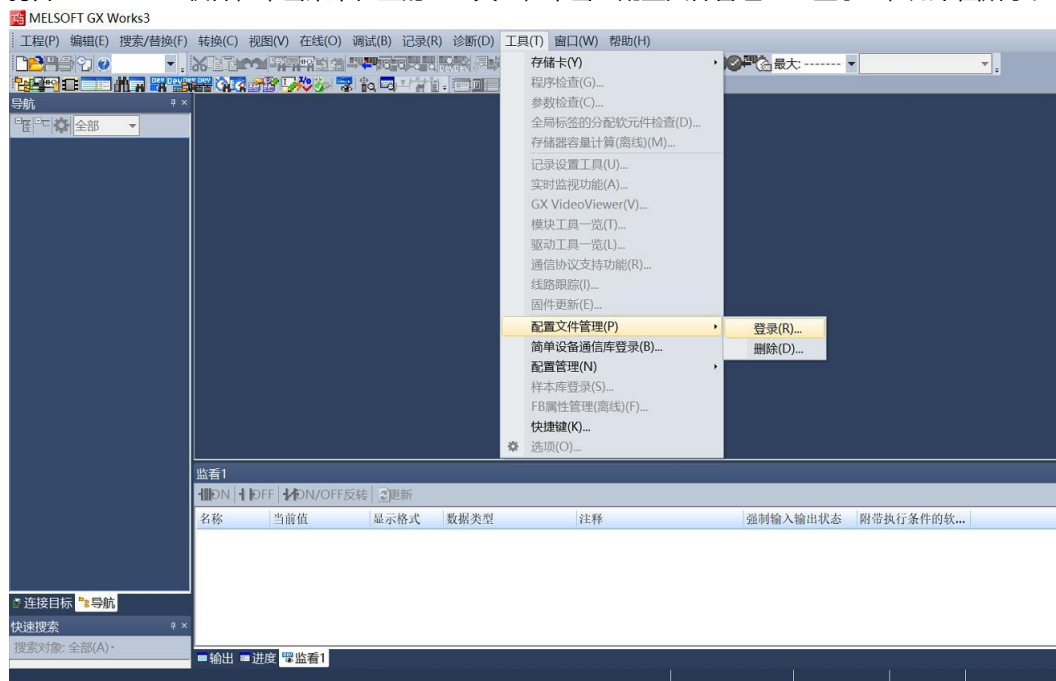 MELSOFT GX Works3
工程(P) 编辑(E) 搜索/替换(F) 转换(C) 视图(V) 在线(O) 调试(B) 记录(R) 诊断(D) 工具(T) 窗口(W) 帮助(H)
最大: --------
导航
全部
存储卡(Y)
程序检查(G)...
参数检查(C)...
全局标签的分配软元件检查(D)...
存储器容量计算(离线)(M)...
记录设置工具(U)...
实时监视功能(A)...
GX VideoViewer(V)...
模块工具一览(T)...
驱动工具一览(L)...
通信协议支持功能(R)...
线路跟踪(I)...
固件更新(E)...
配置文件管理(P)
登录(R)...
简单设备通信库登录(B)...
删除(D)...
配置管理(N)
样本库登录(S)...
FB属性管理(离线)(F)...
快捷键(K)...
选项(O)...
监看1
ON OFF ON/OFF反转 更新
名称 当前值 显示格式 数据类型 注释 强制输入输出状态 附带执行条件的软...
连接目标 导航
快速搜索
搜索对象: 全部(A)
输出 进度 监看1